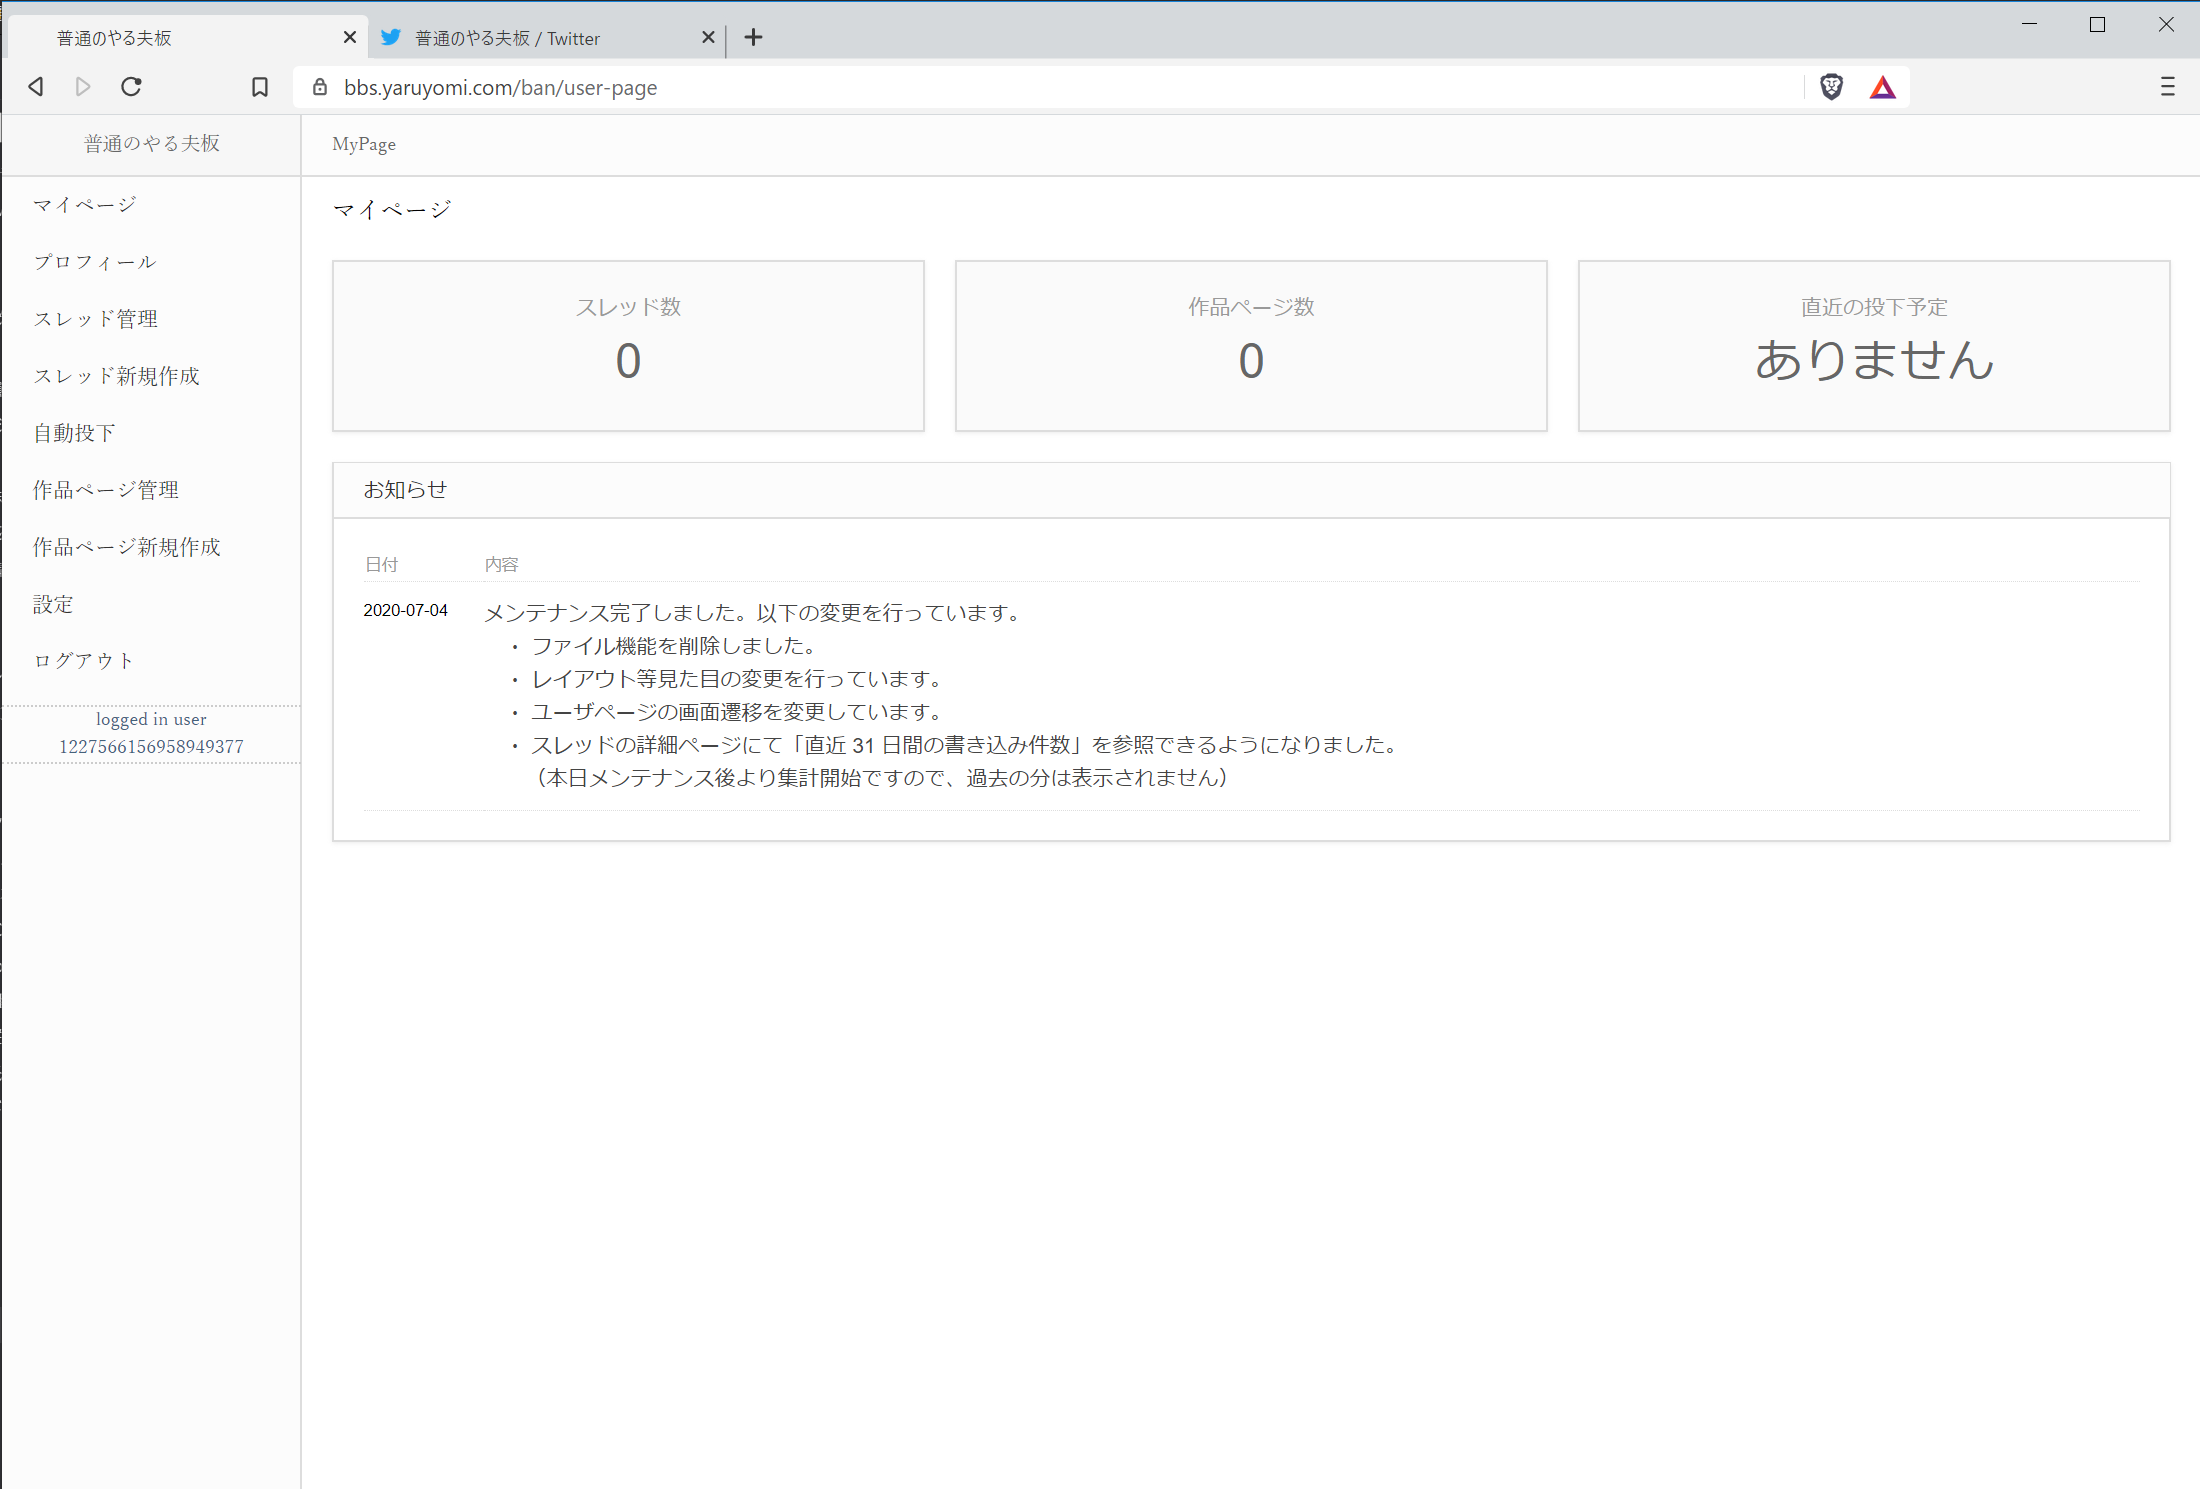 普通のやる夫板
普通のやる夫板 / Twitter
bbs.yaruyomi.com/ban/user-page
普通のやる夫板
MyPage
マイページ
プロフィール
スレッド管理
スレッド新規作成
自動投下
作品ページ管理
作品ページ新規作成
設定
ログアウト
logged in user
1227566156958949377
マイページ
スレッド数
0
作品ページ数
0
直近の投下予定
ありません
お知らせ
日付 内容
2020-07-04 メンテナンス完了しました。以下の変更を行っています。
・ ファイル機能を削除しました。
・ レイアウト等見た目の変更を行っています。
・ ユーザページの画面遷移を変更しています。
・ スレッドの詳細ページにて「直近 31 日間の書き込み件数」を参照できるようになりました。
（本日メンテナンス後より集計開始ですので、過去の分は表示されません）